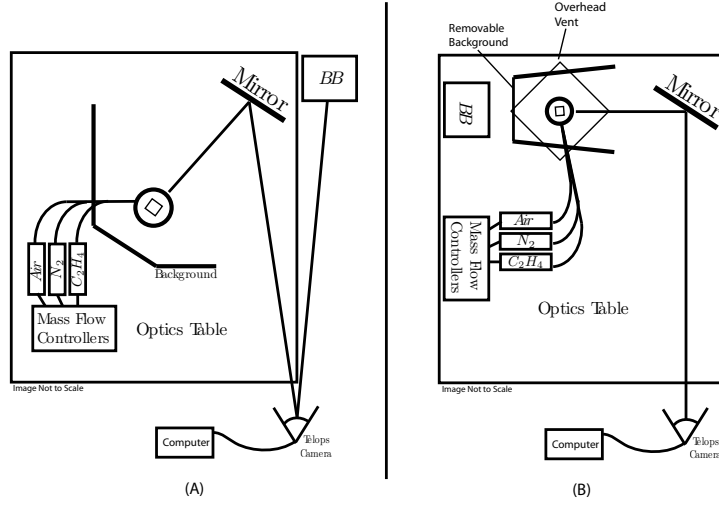 Mirror
BB
Air
N₂
C₂H₄
Background
Mass Flow
Controllers
Optics Table
Image Not to Scale
Computer
Telops
Camera
(A)
Overhead
Vent
Removable
Background
BB
Mirror
Mass Flow
Controllers
Air
N₂
C₂H₄
Optics Table
Image Not to Scale
Computer
Telops
Camera
(B)